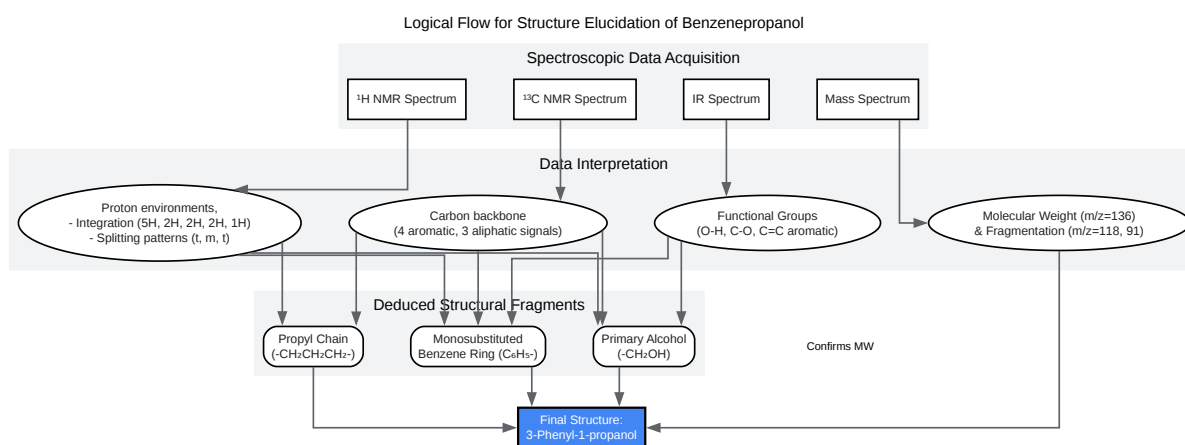 Logical Flow for Structure Elucidation of Benzenepropanol
Spectroscopic Data Acquisition
¹H NMR Spectrum
¹³C NMR Spectrum
IR Spectrum
Mass Spectrum
Data Interpretation
Proton environments,
- Integration (5H, 2H, 2H, 2H, 1H)
- Splitting patterns (t, m, t)
Carbon backbone
(4 aromatic, 3 aliphatic signals)
Functional Groups
(O-H, C-O, C=C aromatic)
Molecular Weight (m/z=136)
& Fragmentation (m/z=118, 91)
Deduced Structural Fragments
Propyl Chain
(-CH₂CH₂CH₂-)
Monosubstituted
Benzene Ring (C₆H₅-)
Primary Alcohol
(-CH₂OH)
Confirms MW
Final Structure:
3-Phenyl-1-propanol